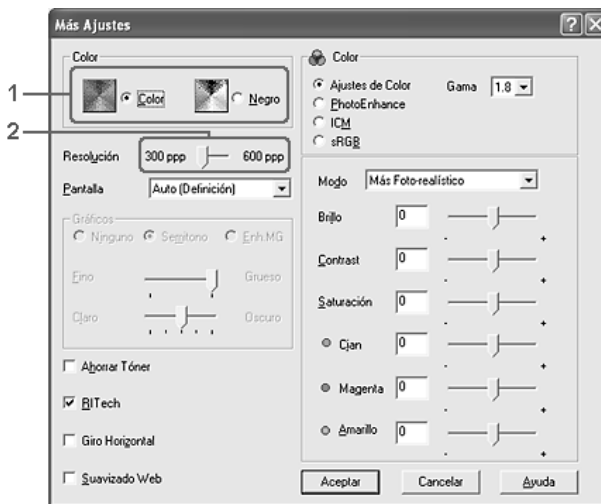 Más Ajustes
Color
1
Color
Negro
2
Resolución 300 ppp 600 ppp
Pantalla Auto (Definición)
Gráficos
Ninguno Semitono Enh.MG
Fino Grueso
Claro Oscuro
Ahorrar Tóner
RITech
Giro Horizontal
Suavizado Web
Color
Ajustes de Color Gama 1.8
PhotoEnhance
ICM
sRGB
Modo Más Foto-realístico
Brillo 0
- +
Contrast 0
- +
Saturación 0
- +
Cian 0
- +
Magenta 0
- +
Amarillo 0
- +
Aceptar Cancelar Ayuda